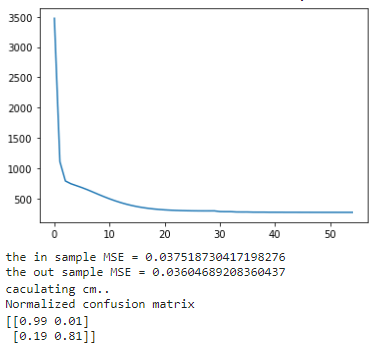 3500
3000
2500
2000
1500
1000
500
0 10 20 30 40 50
the in sample MSE = 0.037518730417198276
the out sample MSE = 0.03604689208360437
caculating cm..
Normalized confusion matrix
[[0.99 0.01]
[0.19 0.81]]